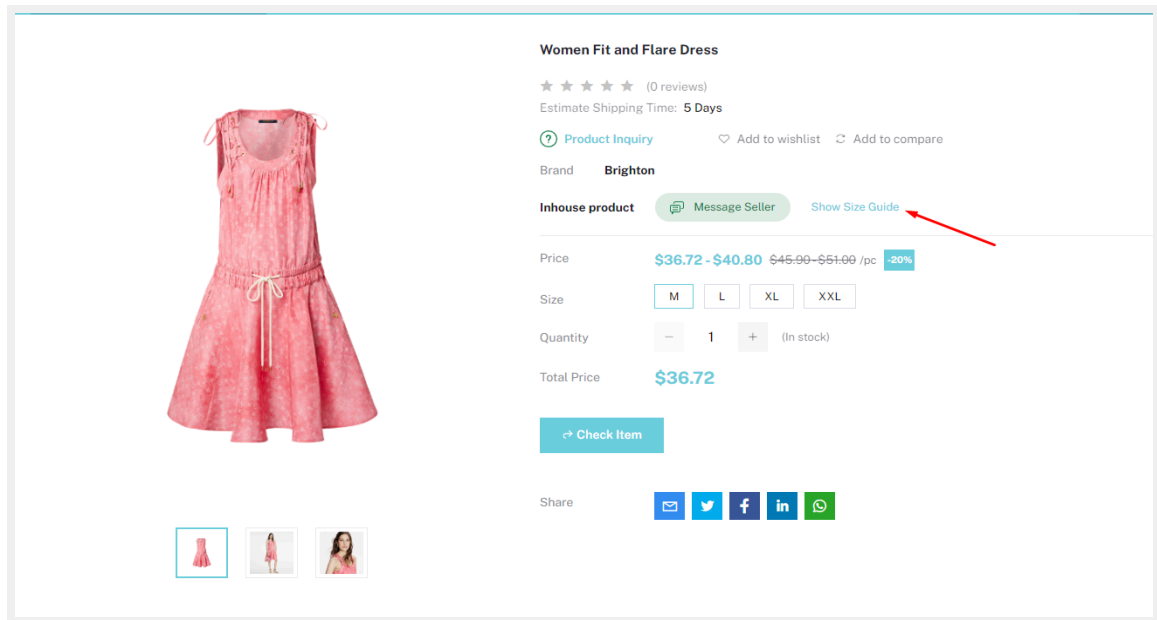 Women Fit and Flare Dress
(0 reviews)
Estimate Shipping Time: 5 Days
? Product Inquiry Add to wishlist Add to compare
Brand Brighton
Inhouse product Message Seller Show Size Guide
Price $36.72 - $40.80 $45.90 - $51.00 /pc -20%
Size M L XL XXL
Quantity − 1 + (In stock)
Total Price $36.72
Check Item
Share f in